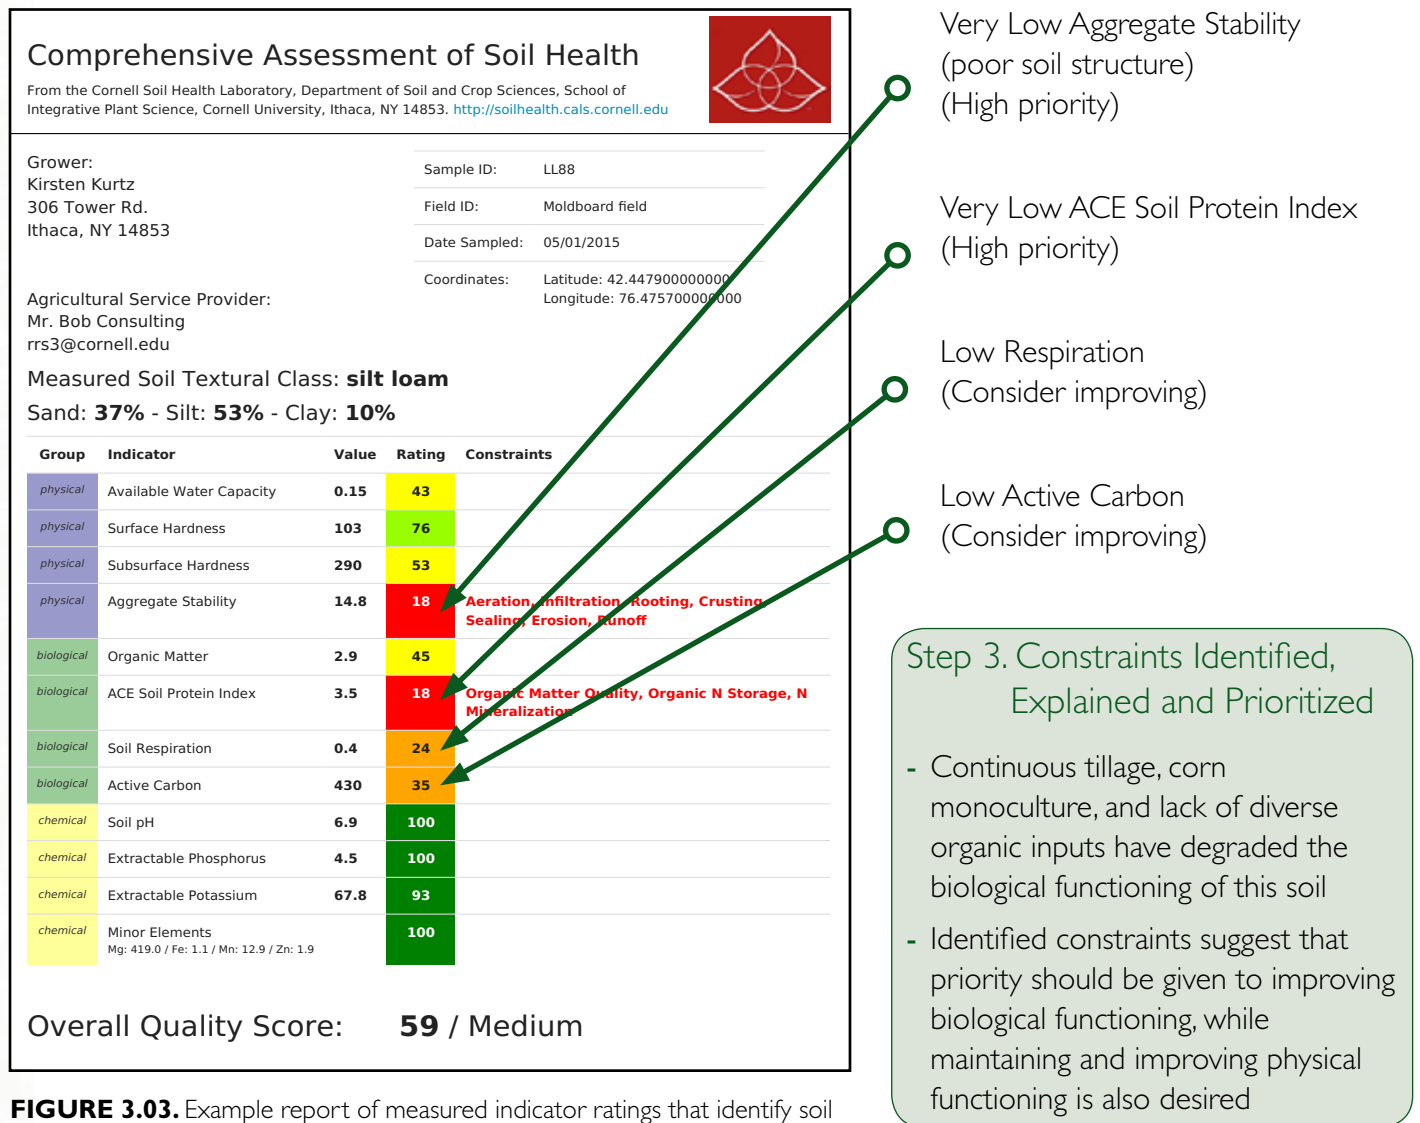 Comprehensive Assessment of Soil Health
From the Cornell Soil Health Laboratory, Department of Soil and Crop Sciences, School of
Integrative Plant Science, Cornell University, Ithaca, NY 14853. http://soilhealth.cals.cornell.edu
Grower:
Kirsten Kurtz
306 Tower Rd.
Ithaca, NY 14853
Agricultural Service Provider:
Mr. Bob Consulting
rrs3@cornell.edu
Sample ID: LL88
Field ID: Moldboard field
Date Sampled: 05/01/2015
Coordinates: Latitude: 42.447900000000
Longitude: 76.475700000000
Measured Soil Textural Class: silt loam
Sand: 37% - Silt: 53% - Clay: 10%
Group Indicator Value Rating Constraints
physical Available Water Capacity 0.15 43
physical Surface Hardness 103 76
physical Subsurface Hardness 290 53
physical Aggregate Stability 14.8 18 Aeration, Infiltration, Rooting, Crusting,
Sealing, Erosion, Runoff
biological Organic Matter 2.9 45
biological ACE Soil Protein Index 3.5 18 Organic Matter Quality, Organic N Storage, N
Mineralization
biological Soil Respiration 0.4 24
biological Active Carbon 430 35
chemical Soil pH 6.9 100
chemical Extractable Phosphorus 4.5 100
chemical Extractable Potassium 67.8 93
chemical Minor Elements 100
Mg: 419.0 / Fe: 1.1 / Mn: 12.9 / Zn: 1.9
Overall Quality Score: 59 / Medium
FIGURE 3.03. Example report of measured indicator ratings that identify soil
Very Low Aggregate Stability
(poor soil structure)
(High priority)
Very Low ACE Soil Protein Index
(High priority)
Low Respiration
(Consider improving)
Low Active Carbon
(Consider improving)
Step 3. Constraints Identified,
Explained and Prioritized
- Continuous tillage, corn
monoculture, and lack of diverse
organic inputs have degraded the
biological functioning of this soil
- Identified constraints suggest that
priority should be given to improving
biological functioning, while
maintaining and improving physical
functioning is also desired